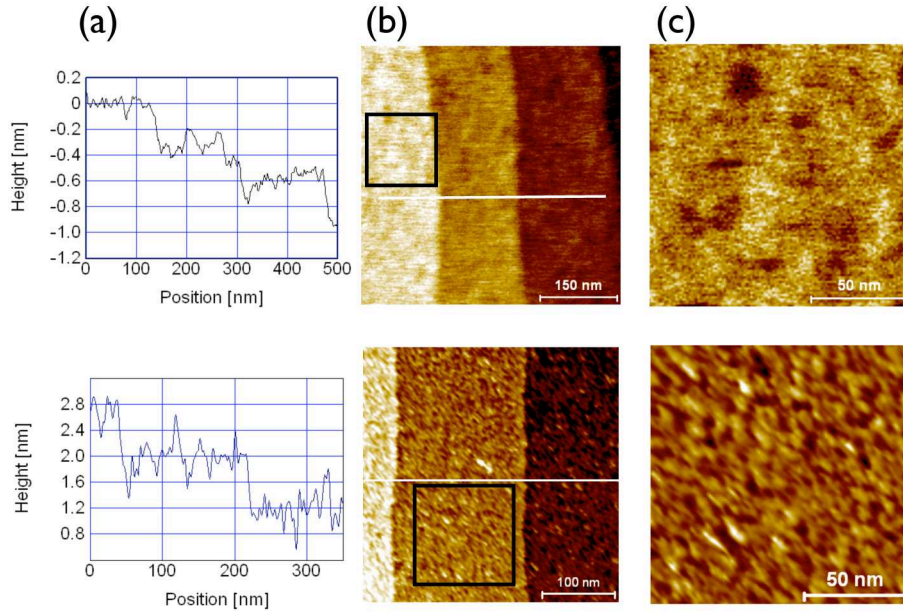 (a)
(b)
(c)
0.2
0
-0.2
-0.4
-0.6
-0.8
-1.0
-1.2
Height [nm]
0
100
200
300
400
500
Position [nm]
150 nm
50 nm
2.8
2.4
2.0
1.6
1.2
0.8
Height [nm]
0
100
200
300
Position [nm]
100 nm
50 nm